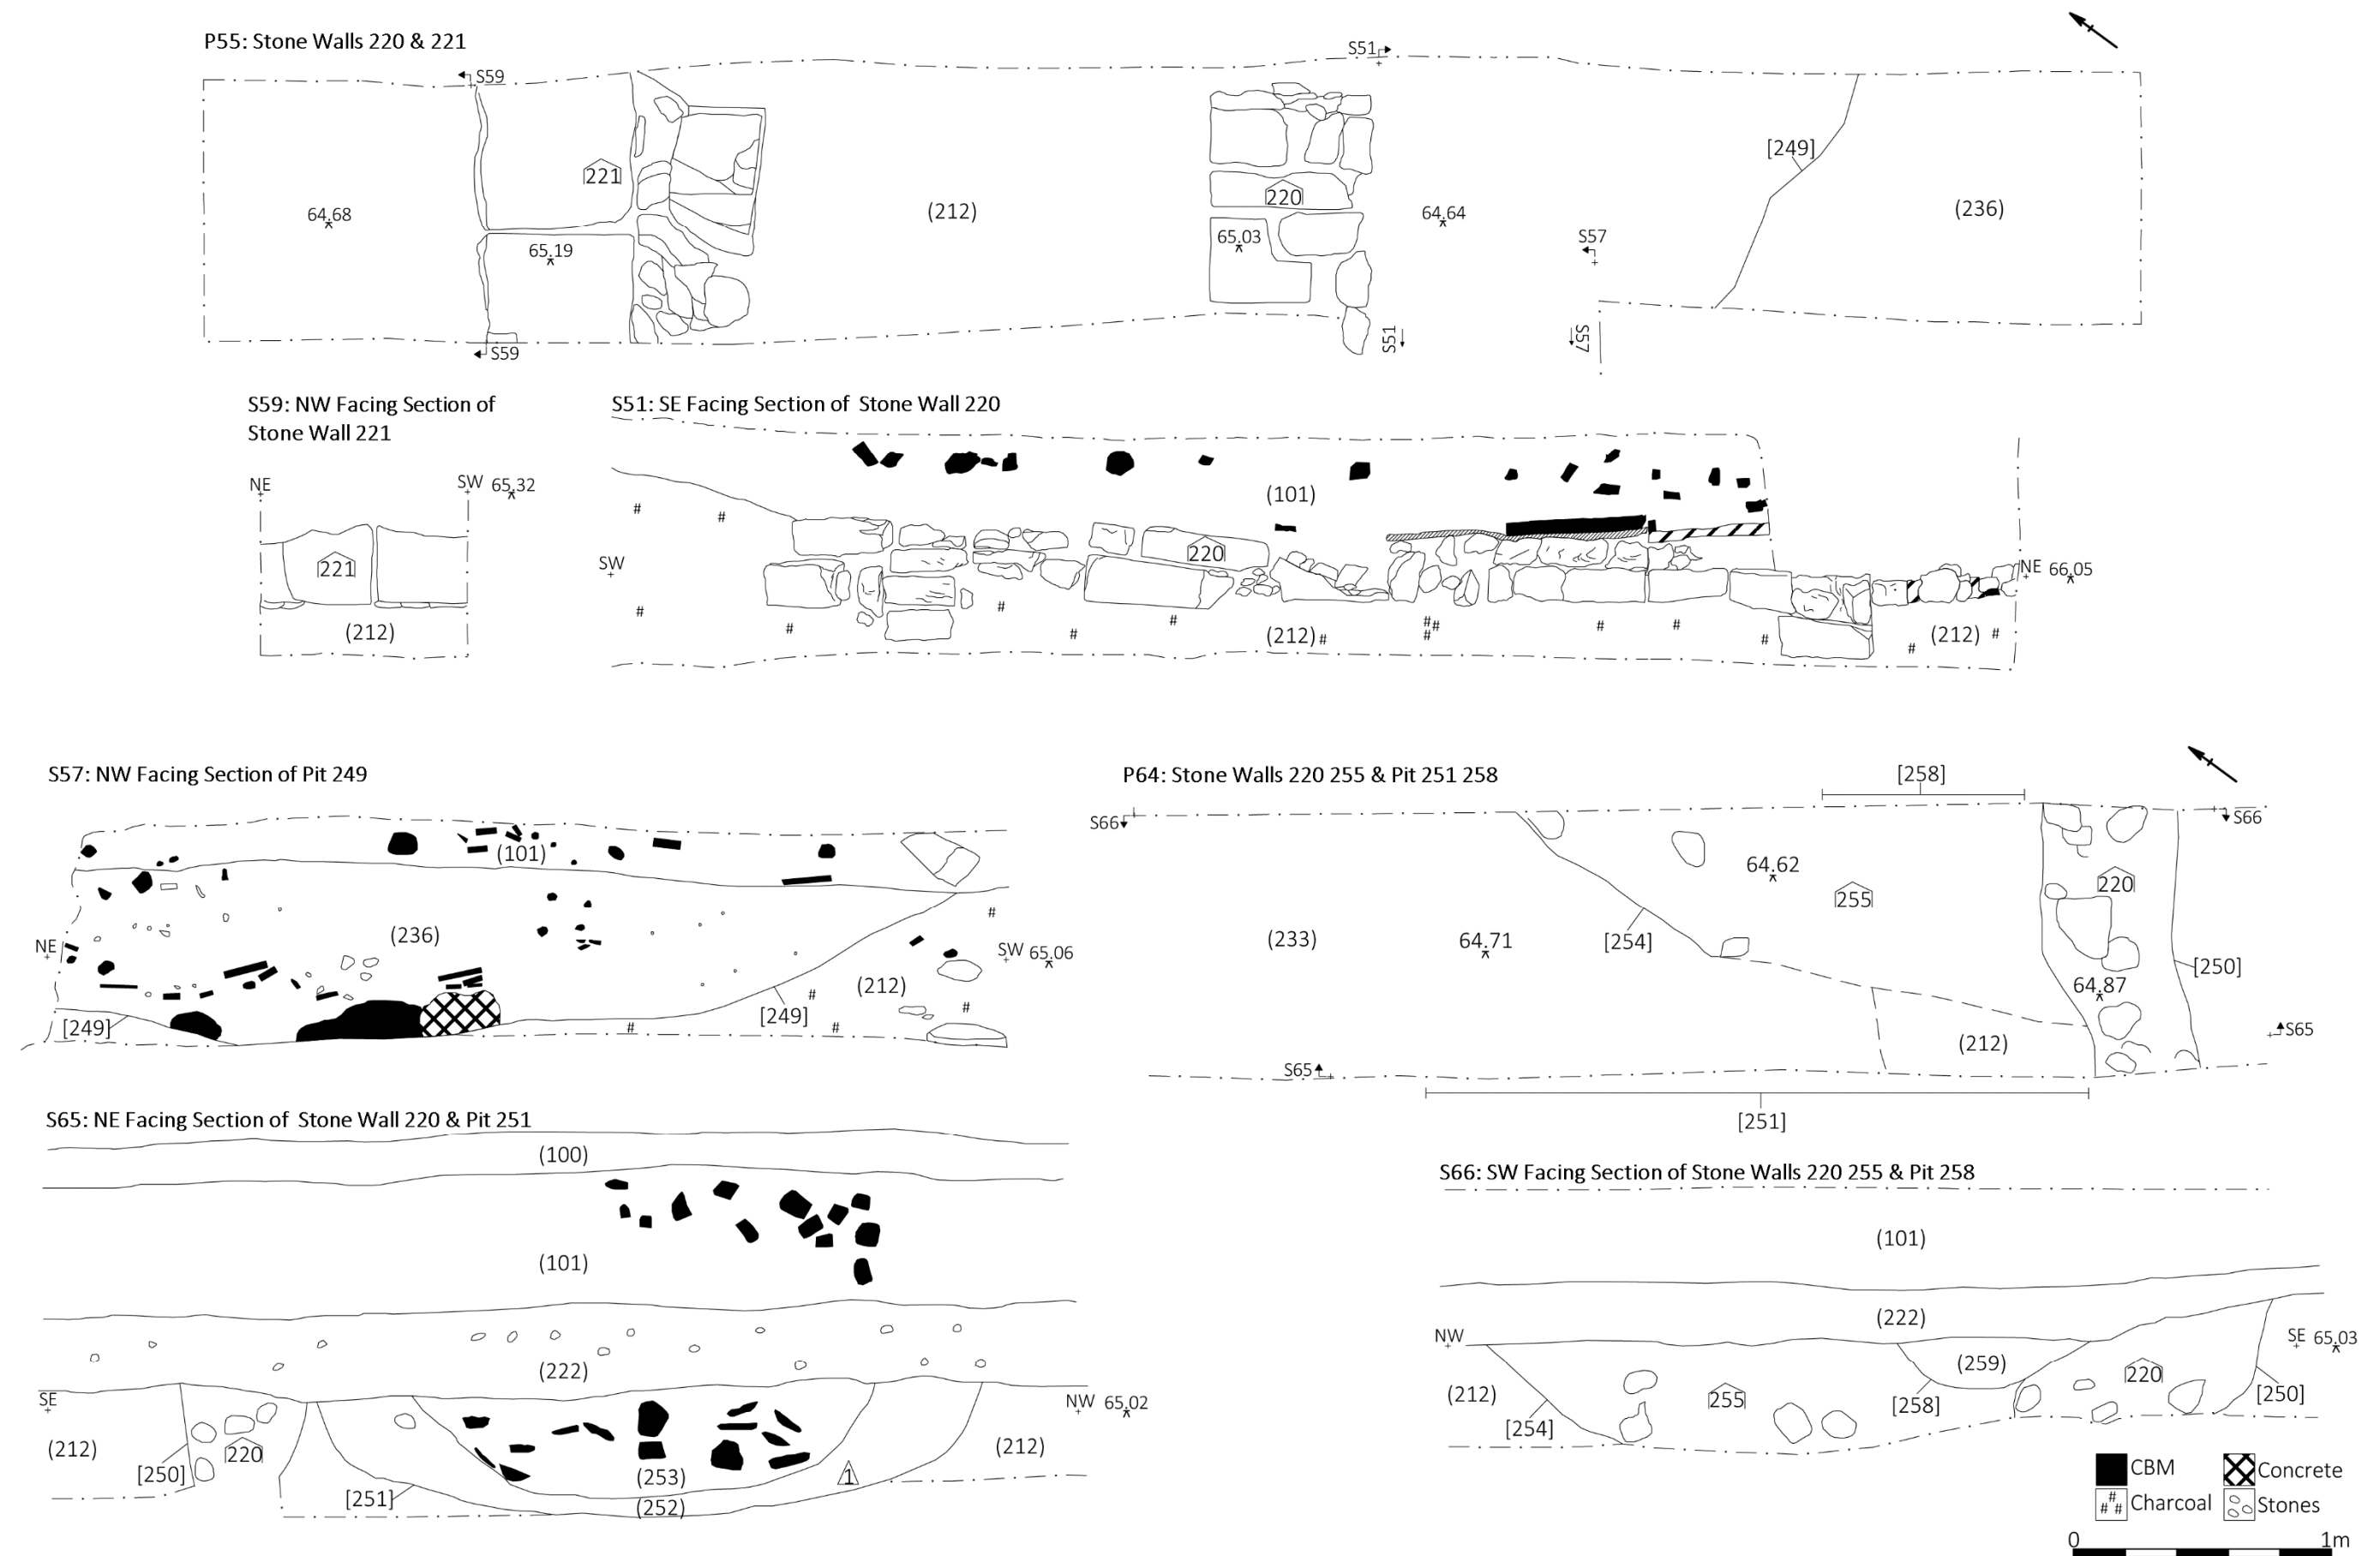 P55: Stone Walls 220 & 221
S59
S51
221
220
[249]
64.68
65.19
(212)
65.03
64.64
S57
(236)
S59
S51
S57
S59: NW Facing Section of
Stone Wall 221
NE
SW 65.32
221
(212)
S51: SE Facing Section of Stone Wall 220
(101)
SW
220
NE 66.05
# # # # # # # # # # # # # # # # #
(212)
(212)
S57: NW Facing Section of Pit 249
(101)
(236)
NE
SW 65.06
(212)
[249]
[249]
# # # # #
P64: Stone Walls 220 255 & Pit 251 258
[258]
S66
S66
64.62
255
220
(233)
64.71
[254]
[250]
64.87
(212)
S65
S65
[251]
S65: NE Facing Section of Stone Wall 220 & Pit 251
(100)
(101)
(222)
SE
NW 65.02
(212)
[250]
220
[251]
(253)
(252)
1
(212)
S66: SW Facing Section of Stone Walls 220 255 & Pit 258
(101)
(222)
NW
SE 65.03
(259)
(212)
[254]
255
[258]
220
[250]
CBM
Concrete
# # # Charcoal
Stones
0 1m